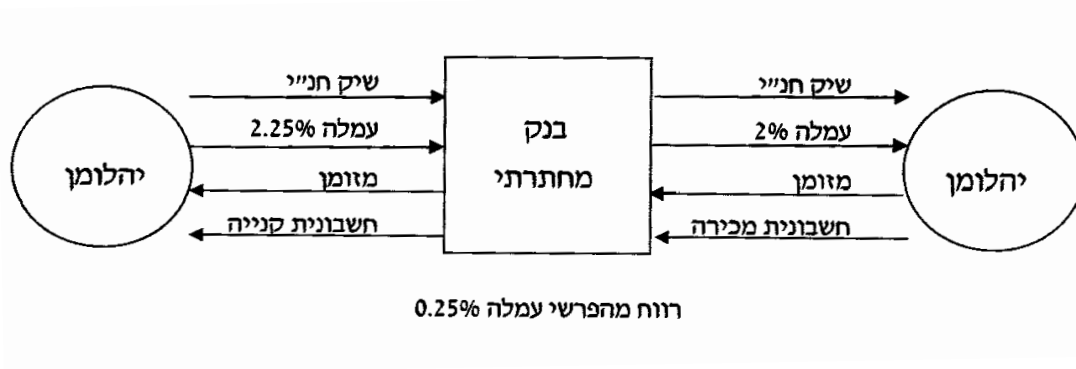 שיק חנ״י
שיק חנ״י
עמלה 2.25%
עמלה 2%
בנק
מחתרתי
יהלומן
יהלומן
מזומן
מזומן
חשבונית קנייה
חשבונית מכירה
רווח מהפרשי עמלה 0.25%